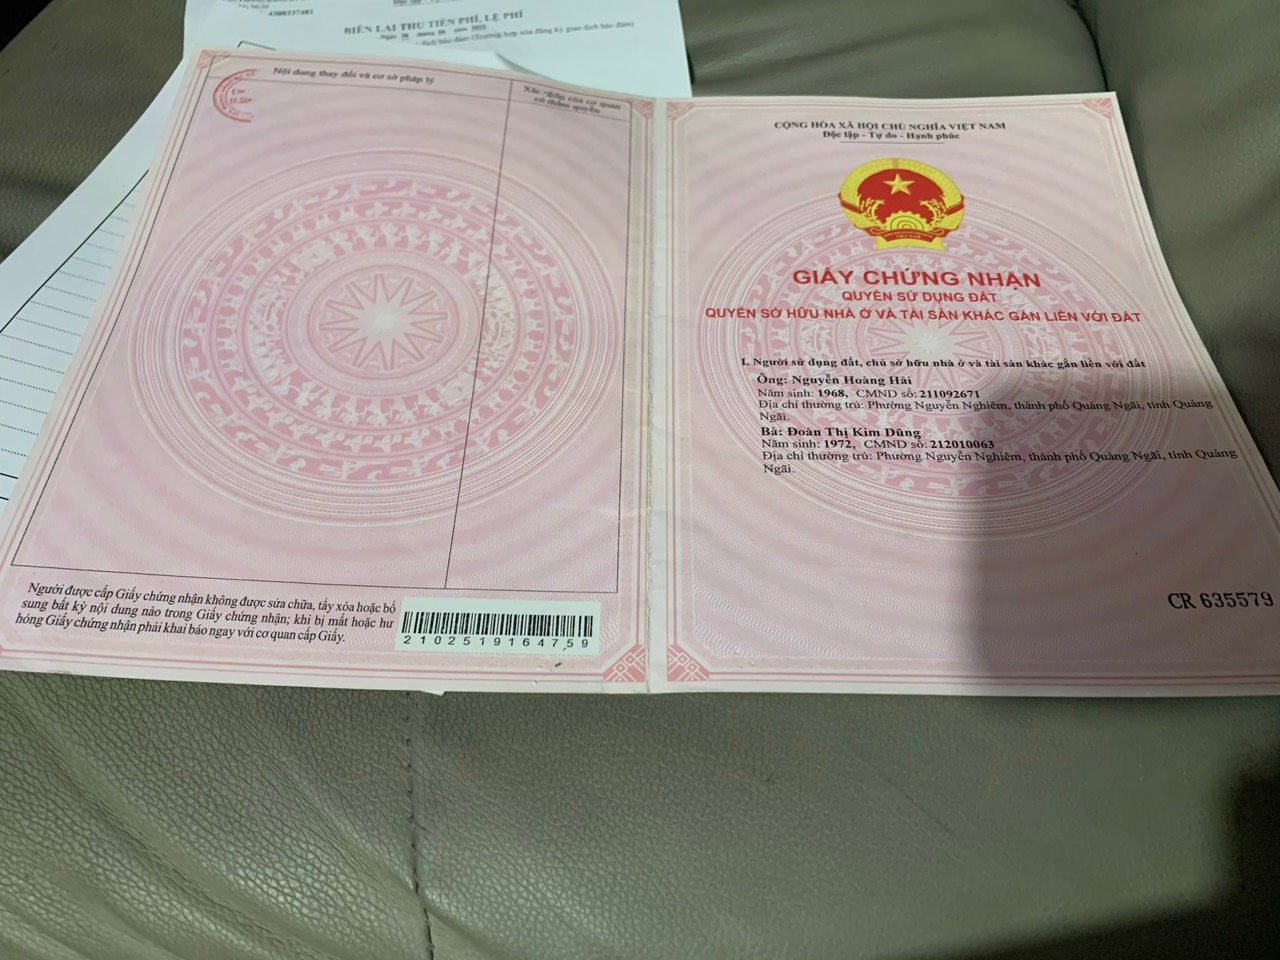 4300337481
BIÊN LAI THU TIỀN PHÍ, LỆ PHÍ
Nội dung thay đổi và cơ sở pháp lý
Xác nhận của cơ quan
có thẩm quyền
Người được cấp Giấy chứng nhận không được sửa chữa, tẩy xóa hoặc bổ
sung bất kỳ nội dung nào trong Giấy chứng nhận; khi bị mất hoặc hư
hỏng Giấy chứng nhận phải khai báo ngay với cơ quan cấp Giấy.
2102519164759
CỘNG HÒA XÃ HỘI CHỦ NGHĨA VIỆT NAM
Độc lập - Tự do - Hạnh phúc
GIẤY CHỨNG NHẬN
QUYỀN SỬ DỤNG ĐẤT
QUYỀN SỞ HỮU NHÀ Ở VÀ TÀI SẢN KHÁC GẮN LIỀN VỚI ĐẤT
I. Người sử dụng đất, chủ sở hữu nhà ở và tài sản khác gắn liền với đất
Ông: Nguyễn Hoàng Hải
Năm sinh: 1968, CMND số: 211092671
Địa chỉ thường trú: Phường Nguyễn Nghiêm, thành phố Quảng Ngãi, tỉnh Quảng
Ngãi.
Bà: Đoàn Thị Kim Dũng
Năm sinh: 1972, CMND số: 212010063
Địa chỉ thường trú: Phường Nguyễn Nghiêm, thành phố Quảng Ngãi, tỉnh Quảng
Ngãi.
CR 635579